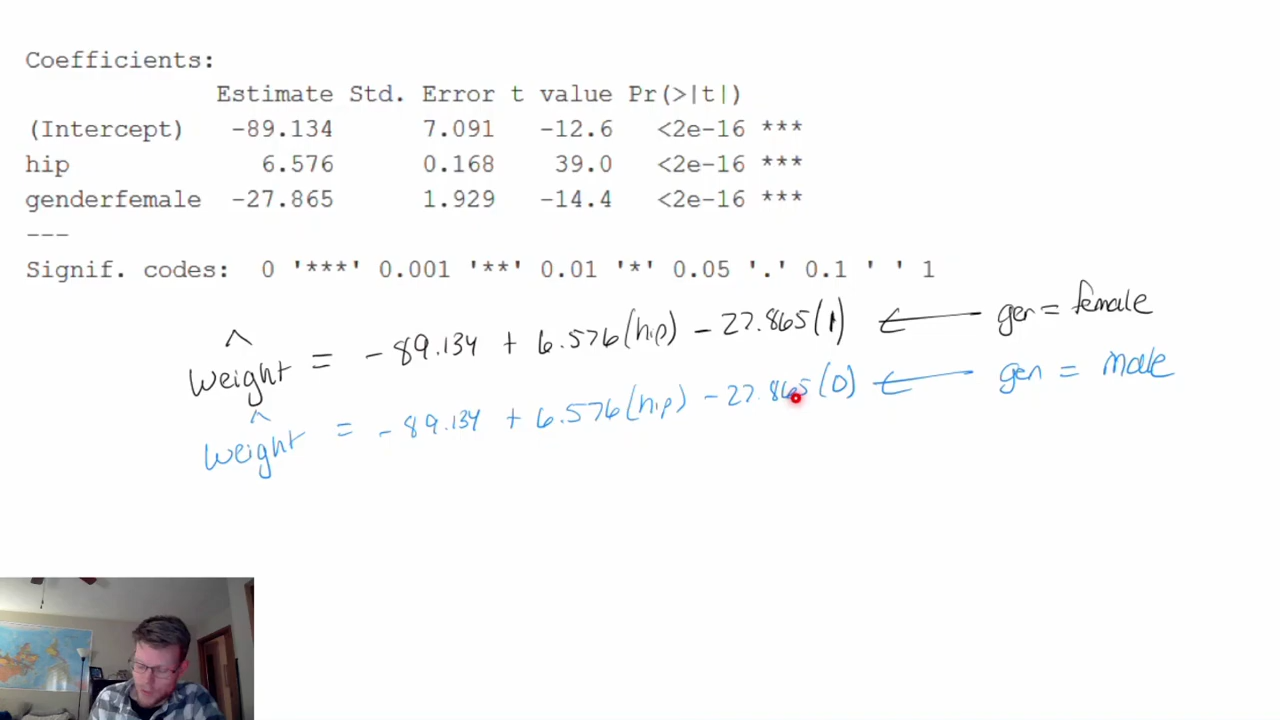 Coefficients:
Estimate Std. Error t value Pr(>|t|)
(Intercept) -89.134 7.091 -12.6 <2e-16 ***
hip 6.576 0.168 39.0 <2e-16 ***
genderfemale -27.865 1.929 -14.4 <2e-16 ***
---
Signif. codes: 0 '***' 0.001 '**' 0.01 '*' 0.05 '.' 0.1 ' ' 1
^
weight = -89.134 + 6.576(hip) - 27.865(1) ← gen = female
^
weight = -89.134 + 6.576(hip) - 27.865(0) ← gen = male